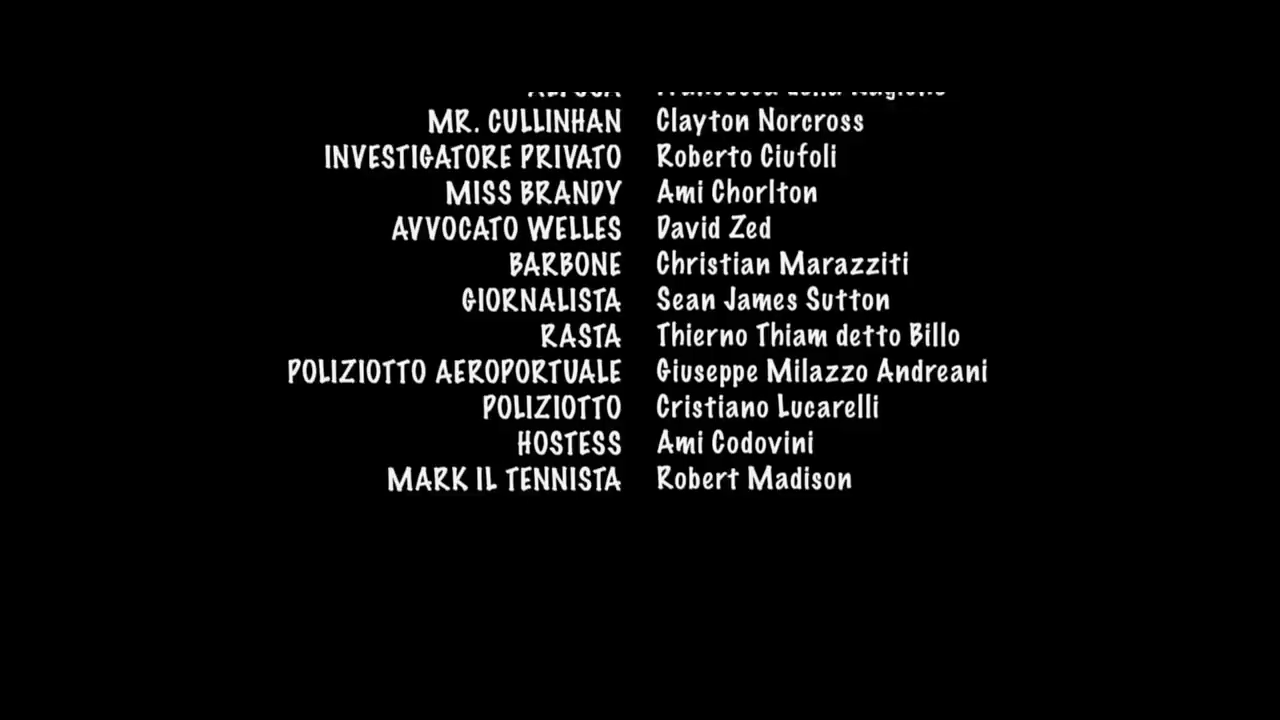 MR. CULLINHAN Clayton Norcross
INVESTIGATORE PRIVATO Roberto Ciufoli
MISS BRANDY Ami Chorlton
AVVOCATO WELLES David Zed
BARBONE Christian Marazziti
GIORNALISTA Sean James Sutton
RASTA Thierno Thiam detto Billo
POLIZIOTTO AEROPORTUALE Giuseppe Milazzo Andreani
POLIZIOTTO Cristiano Lucarelli
HOSTESS Ami Codovini
MARK IL TENNISTA Robert Madison